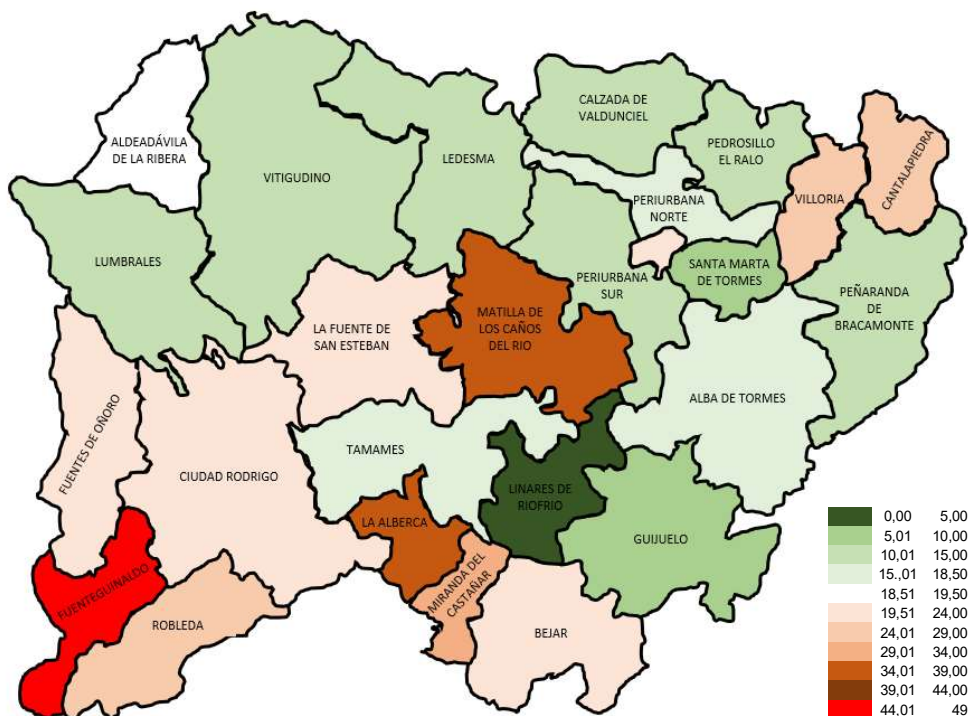 CALZADA DE
VALDUNCIEL
ALDEADÁVILA
DE LA RIBERA
VITIGUDINO
LEDESMA
PEDROSILLO
EL RALO
CANTALAPIEDRA
VILLORIA
PERIURBANA
NORTE
LUMBRALES
SANTA MARTA
DE TORMES
PERIURBANA
SUR
PEÑARANDA
DE
BRACAMONTE
LA FUENTE DE
SAN ESTEBAN
MATILLA DE
LOS CAÑOS
DEL RIO
ALBA DE TORMES
FUENTES DE OÑORO
CIUDAD RODRIGO
TAMAMES
LINARES DE
RIOFRIO
LA ALBERCA
GUIJUELO
FUENTEGUINALDO
MIRANDA DEL
CASTAÑAR
ROBLEDA
BEJAR
0,00 5,00
5,01 10,00
10,01 15,00
15.,01 18,50
18,51 19,50
19,51 24,00
24,01 29,00
29,01 34,00
34,01 39,00
39,01 44,00
44,01 49